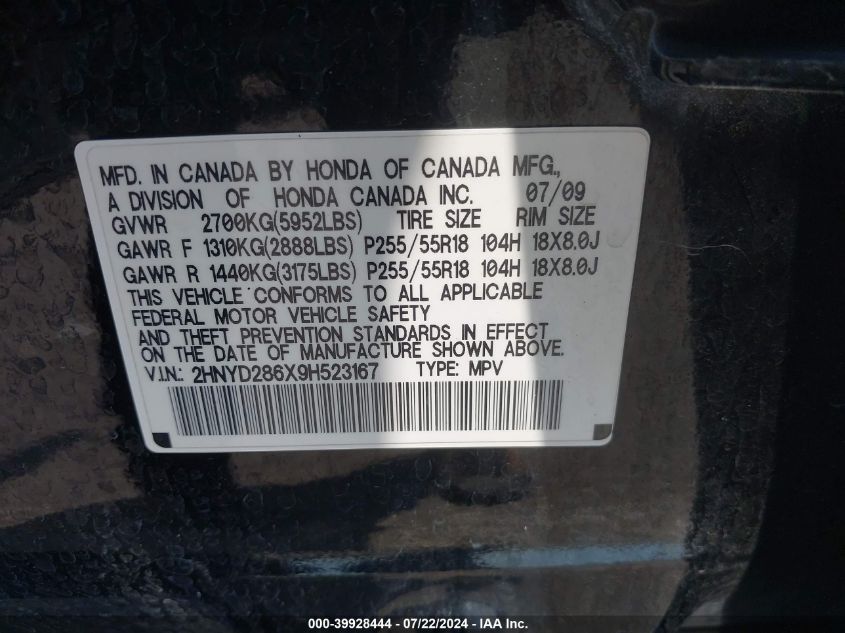 MFD. IN CANADA BY HONDA OF CANADA MFG.,
A DIVISION OF HONDA CANADA INC. 07/09
GVWR 2700KG(5952LBS) TIRE SIZE RIM SIZE
GAWR F 1310KG(2888LBS) P255/55R18 104H 18X8.0J
GAWR R 1440KG(3175LBS) P255/55R18 104H 18X8.0J
THIS VEHICLE CONFORMS TO ALL APPLICABLE
FEDERAL MOTOR VEHICLE SAFETY
AND THEFT PREVENTION STANDARDS IN EFFECT
ON THE DATE OF MANUFACTURE SHOWN ABOVE.
V.I.N.: 2HNYD286X9H523167 TYPE: MPV
000-39928444 - 07/22/2024 - IAA Inc.